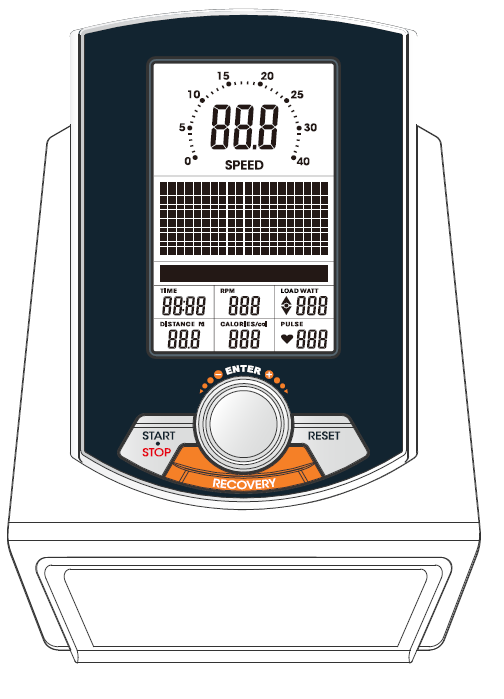 15 20
10 25
5 88.8 30
0 SPEED 40
TIME RPM LOAD WATT
88:88 888 888
DISTANCE CALORIES/cal PULSE
88.8 888 888
ENTER
START RESET
STOP
RECOVERY